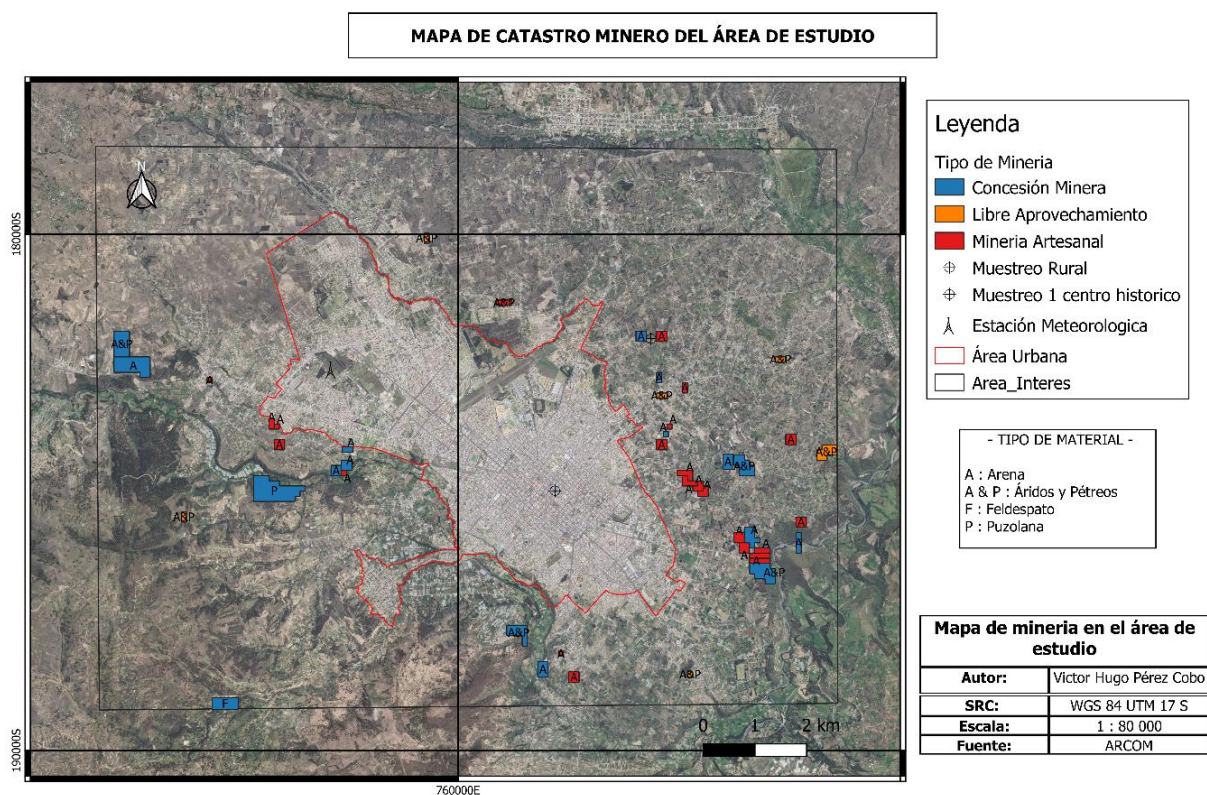 MAPA DE CATASTRO MINERO DEL ÁREA DE ESTUDIO
N
180000S
190000S
760000E
A&P
A&P
A
A
A&P
A
A&P
A
A&P
A
A
A
A
A
A
A
A
A
P
A&P
A
A&P
A&P
A
A
A
A
A
A
A
A
A
A
A
A&P
A&P
A
A
A&P
F
0 1 2 km
Leyenda
Tipo de Mineria
Concesión Minera
Libre Aprovechamiento
Mineria Artesanal
Muestreo Rural
Muestreo 1 centro historico
Estación Meteorologica
Área Urbana
Area_Interes
- TIPO DE MATERIAL -
A : Arena
A & P : Áridos y Pétreos
F : Feldespato
P : Puzolana
Mapa de mineria en el área de
estudio
Autor: Victor Hugo Pérez Cobo
SRC: WGS 84 UTM 17 S
Escala: 1 : 80 000
Fuente: ARCOM